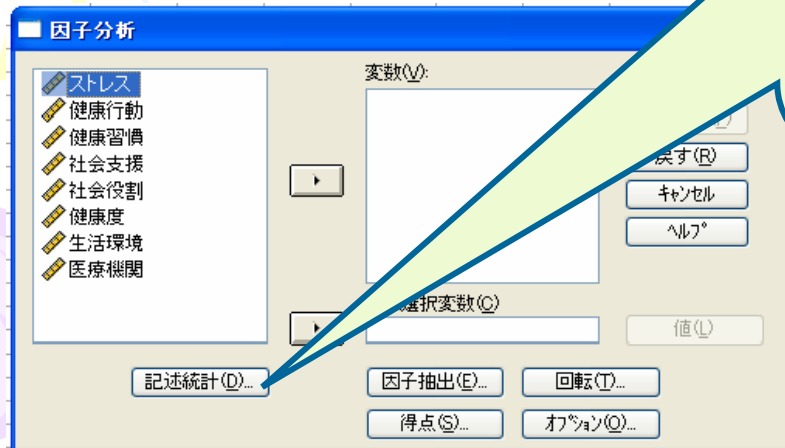 因子分析
変数(V):
ストレス
健康行動
健康習慣
社会支援
社会役割
健康度
生活環境
医療機関
戻す(R)
キャンセル
ヘルプ
選択変数(C)
値(L)
記述統計(D)...
因子抽出(E)...
回転(T)...
得点(S)...
オプション(O)...